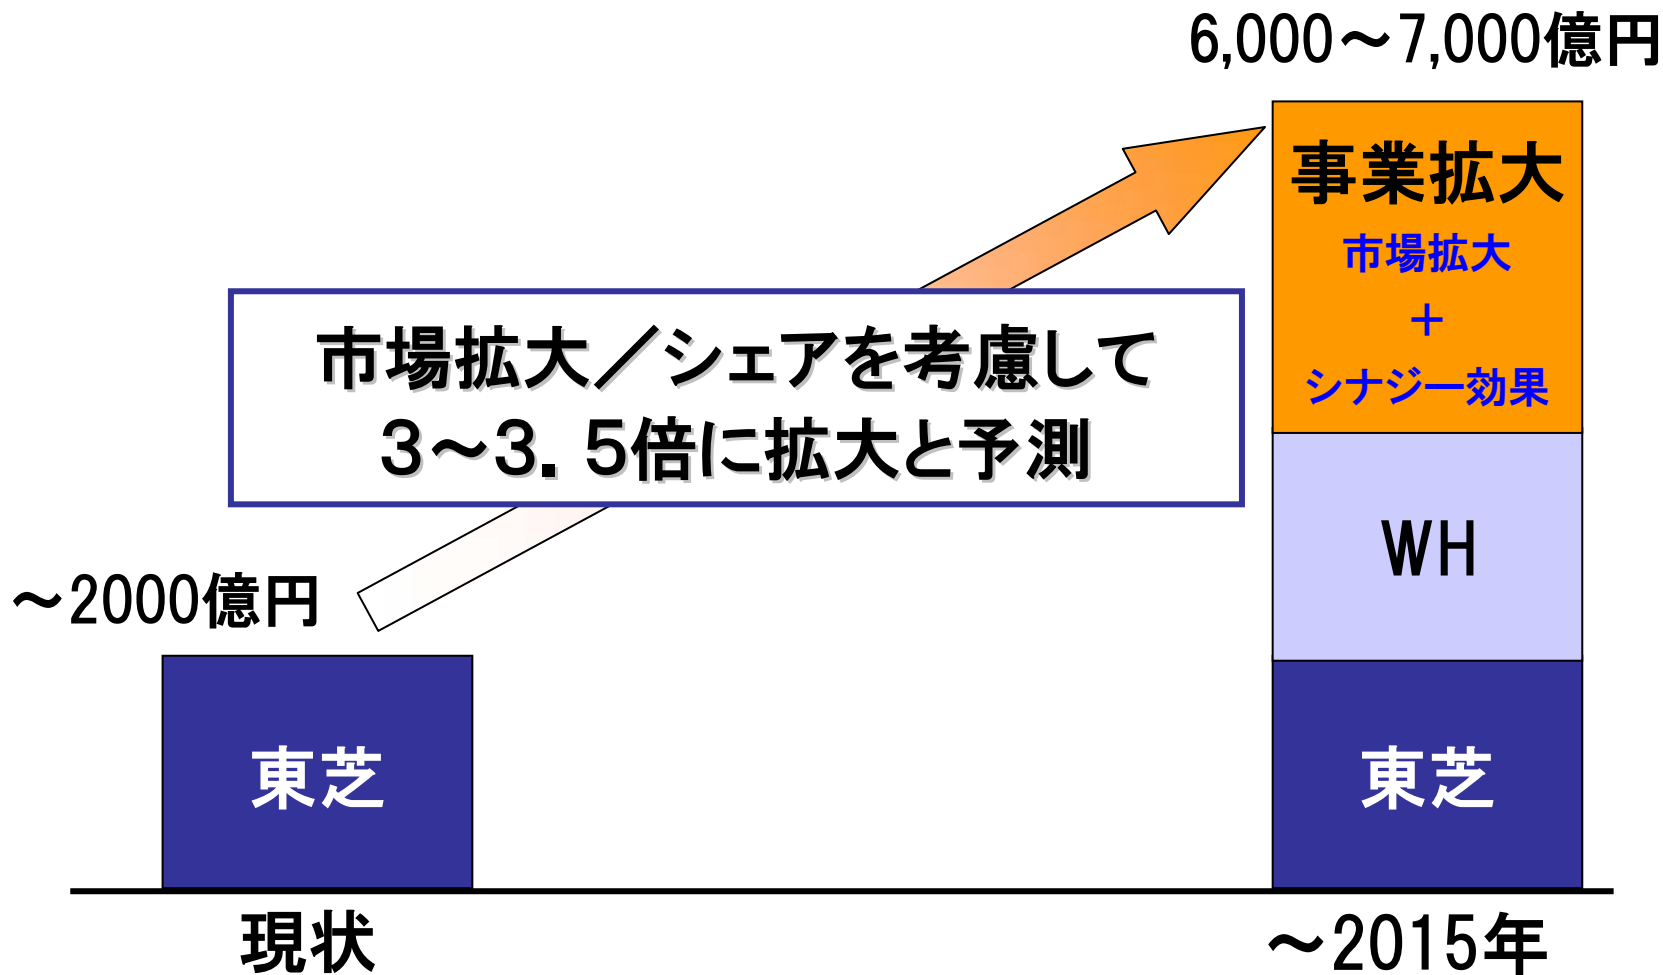 6,000～7,000億円
事業拡大
市場拡大
＋
シナジー効果
市場拡大／シェアを考慮して
３～３．５倍に拡大と予測
WH
～2000億円
東芝
東芝
現状
～2015年